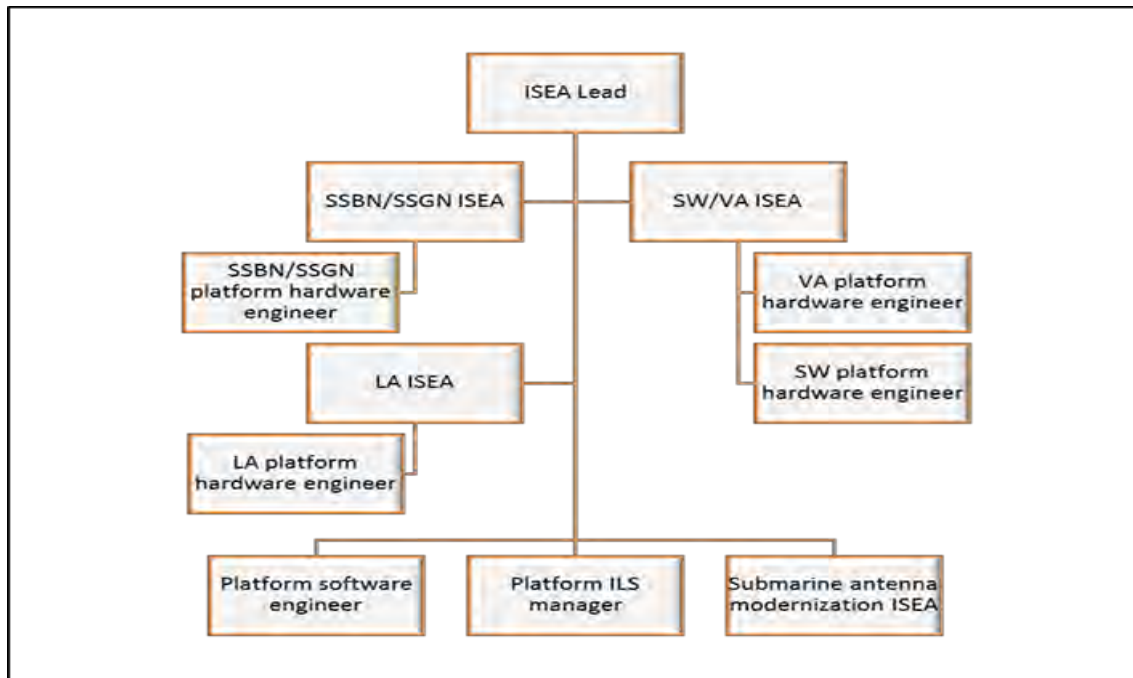 ISEA Lead
SSBN/SSGN ISEA
SW/VA ISEA
SSBN/SSGN
platform hardware
engineer
VA platform
hardware engineer
LA ISEA
SW platform
hardware engineer
LA platform
hardware engineer
Platform software
engineer
Platform ILS
manager
Submarine antenna
modernization ISEA